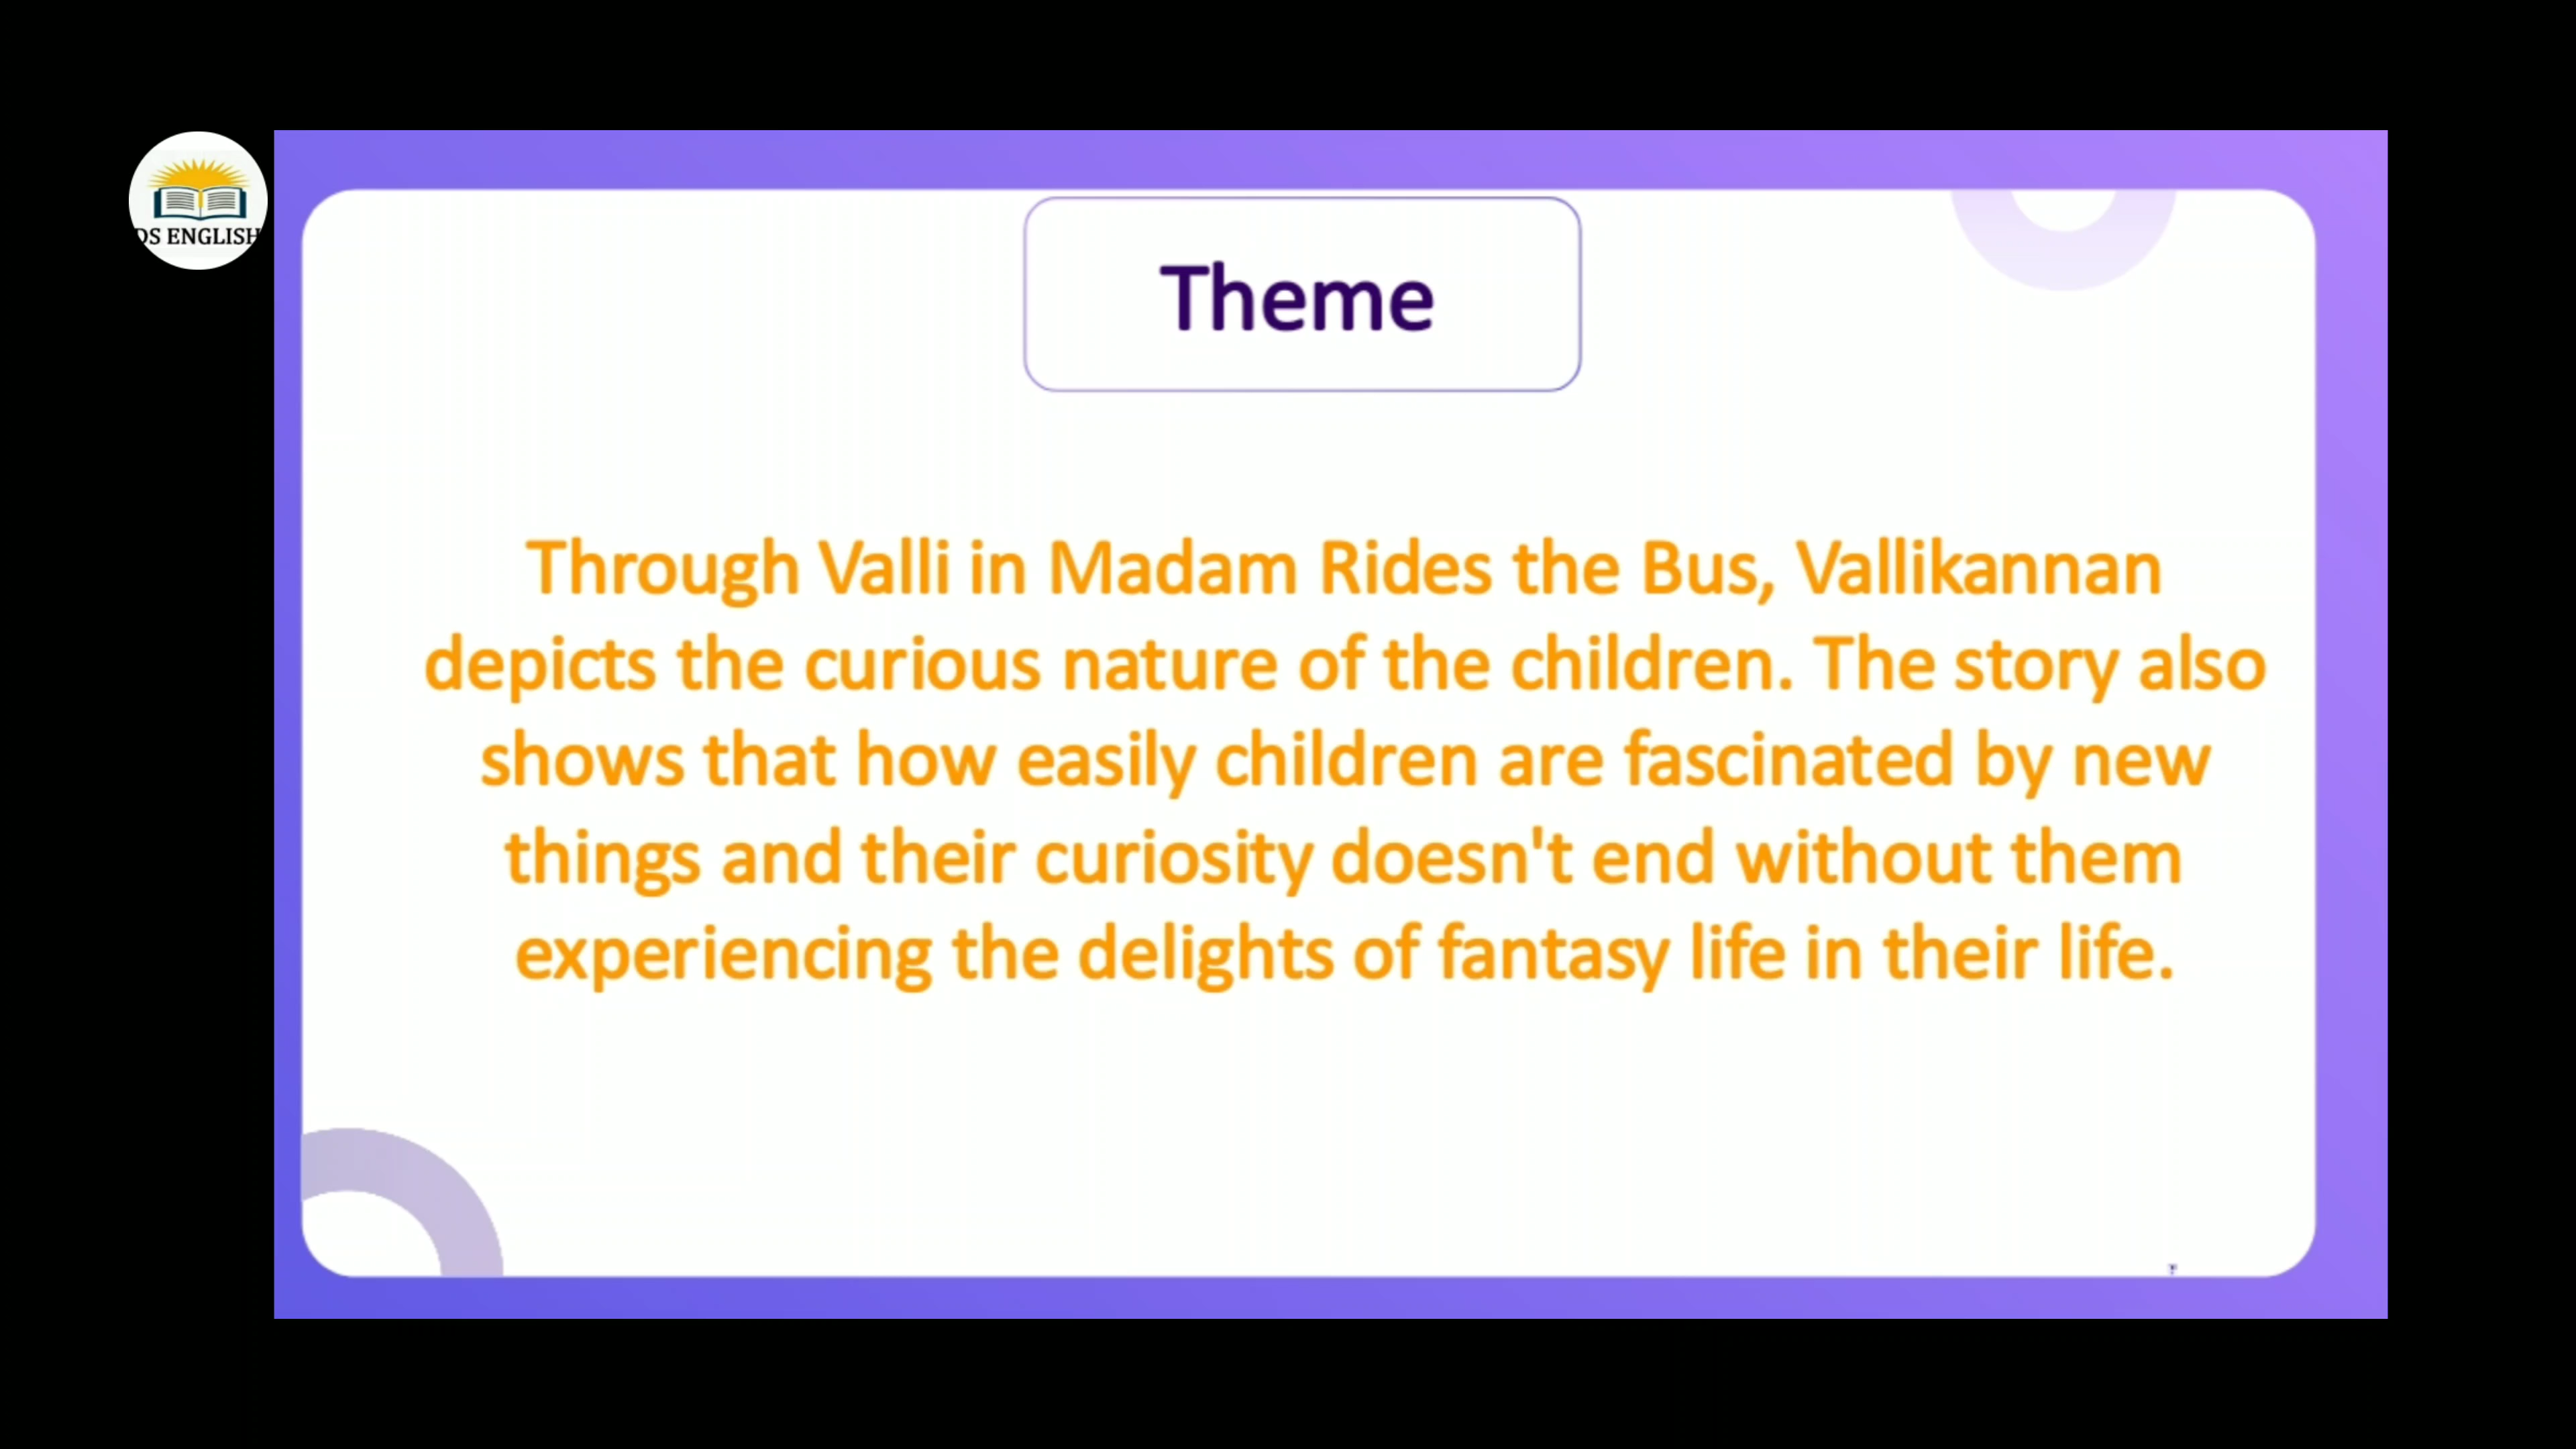 DS ENGLISH
Theme
Through Valli in Madam Rides the Bus, Vallikannan
depicts the curious nature of the children. The story also
shows that how easily children are fascinated by new
things and their curiosity doesn't end without them
experiencing the delights of fantasy life in their life.